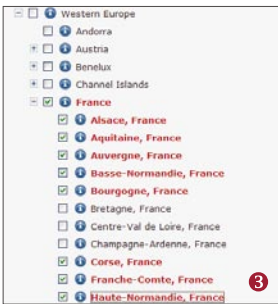 Western Europe
Andorra
Austria
Benelux
Channel Islands
France
Alsace, France
Aquitaine, France
Auvergne, France
Basse-Normandie, France
Bourgogne, France
Bretagne, France
Centre-Val de Loire, France
Champagne-Ardenne, France
Corse, France
Franche-Comte, France
3
Haute-Normandie, France